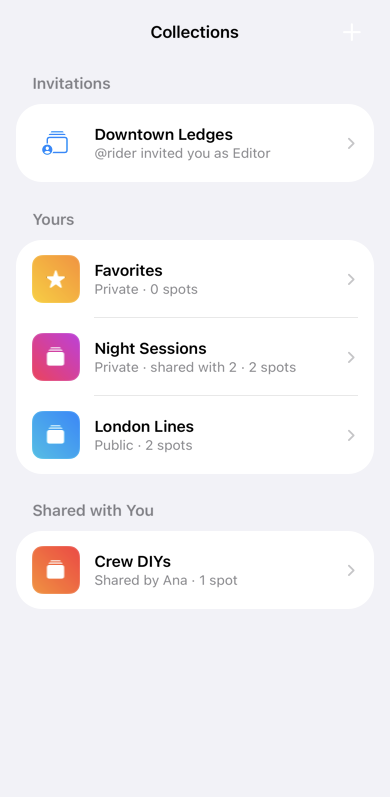 Collections
Invitations
Downtown Ledges
@rider invited you as Editor
Yours
Favorites
Private · 0 spots
Night Sessions
Private · shared with 2 · 2 spots
London Lines
Public · 2 spots
Shared with You
Crew DIYs
Shared by Ana · 1 spot